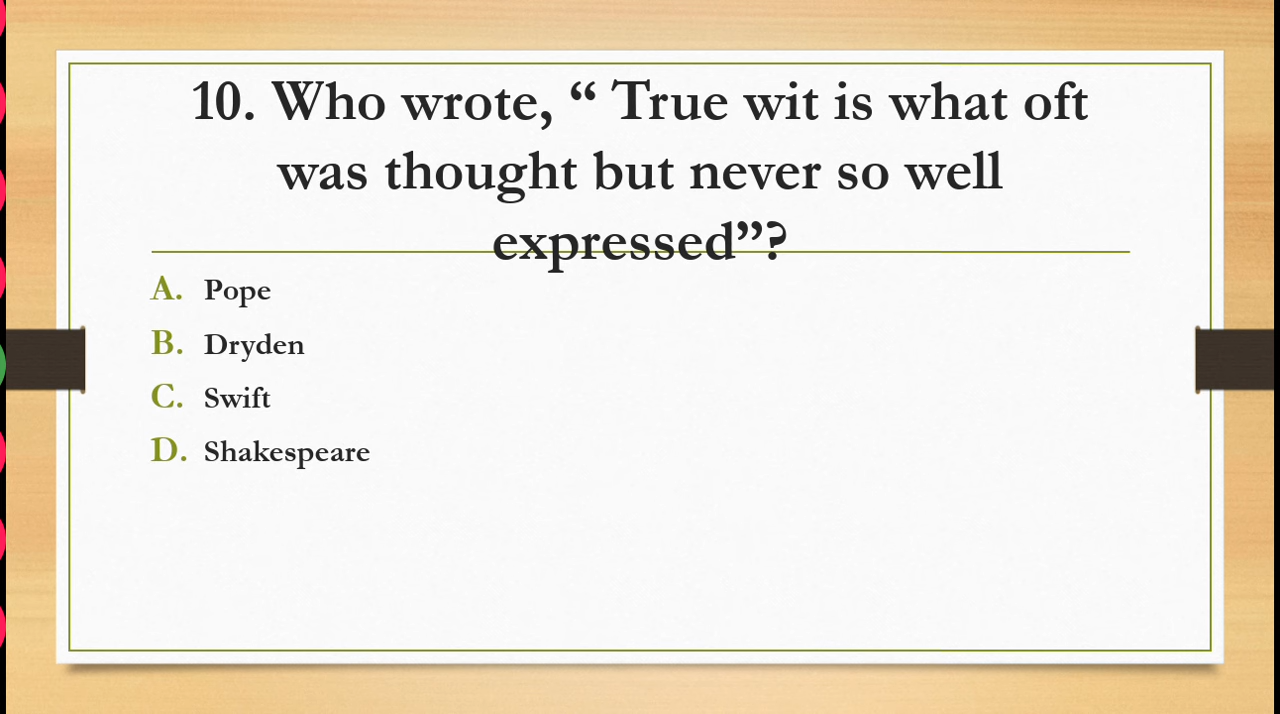 10. Who wrote, “ True wit is what oft
was thought but never so well
expressed”?
A. Pope
B. Dryden
C. Swift
D. Shakespeare